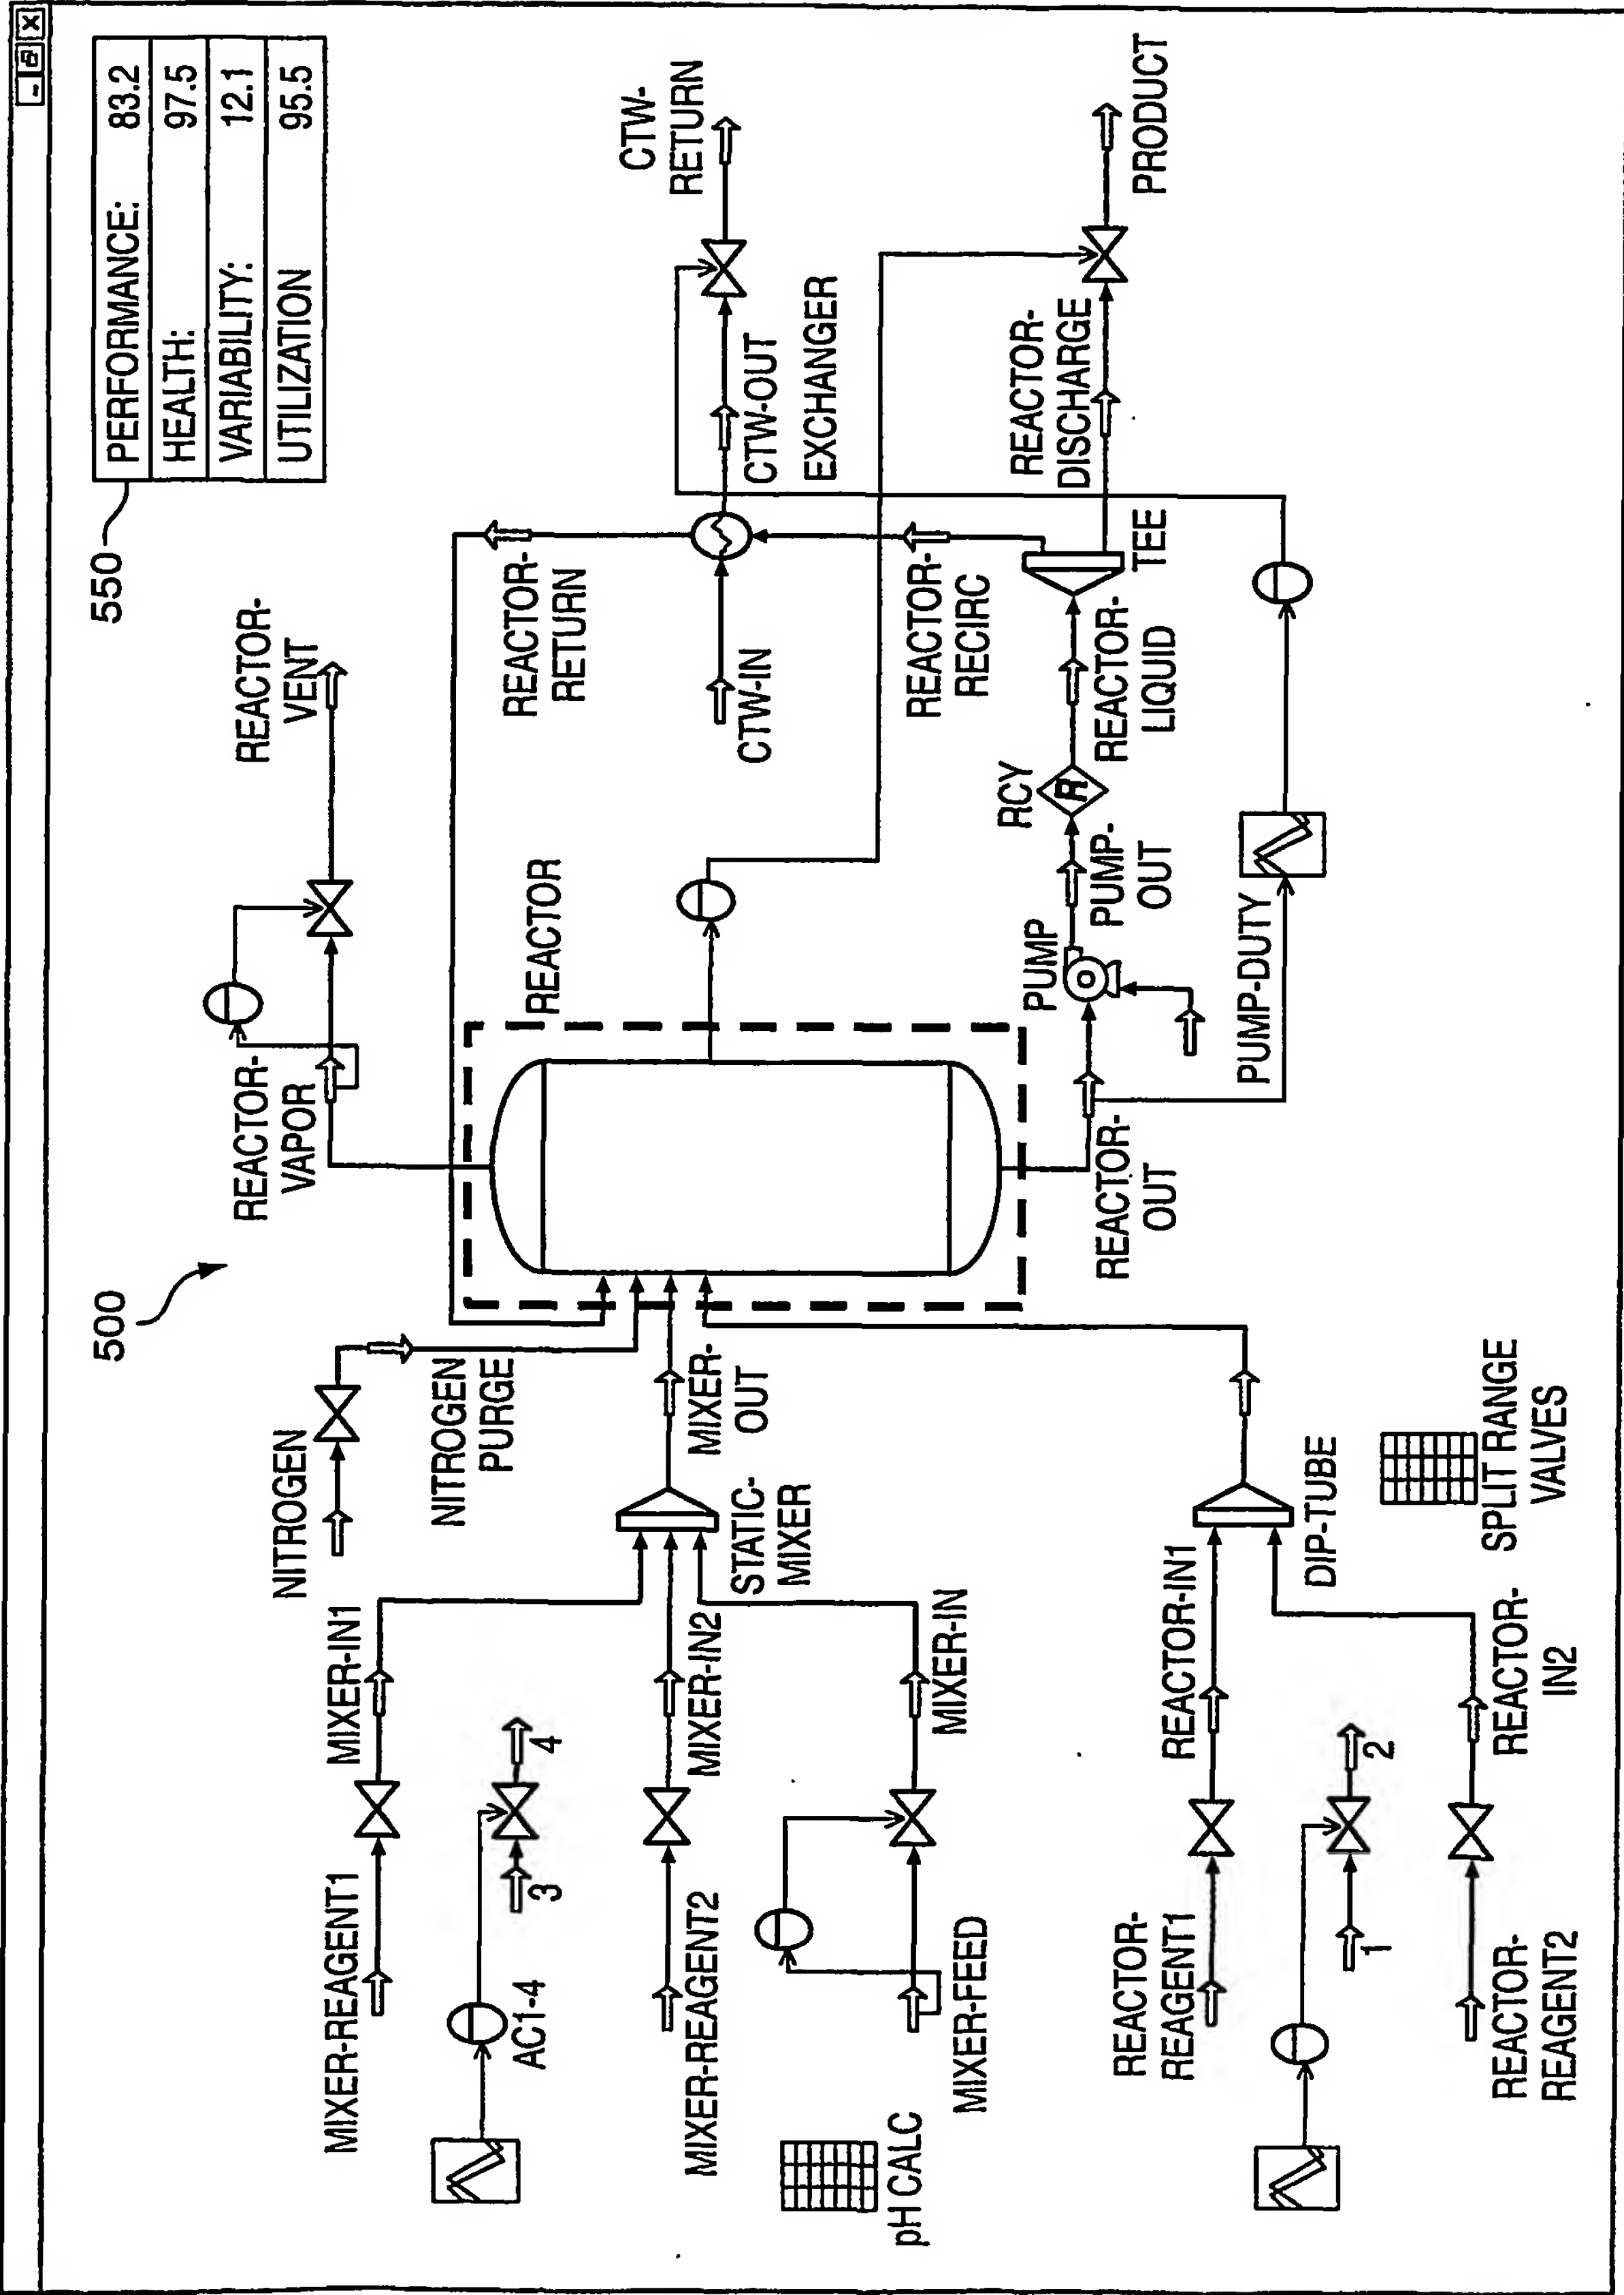 500
550
PERFORMANCE: 83.2
HEALTH: 97.5
VARIABILITY: 12.1
UTILIZATION 95.5
REACTOR-
VENT
REACTOR-
VAPOR
NITROGEN
NITROGEN
PURGE
MIXER-REAGENT1
MIXER-IN1
3
4
AC1-4
MIXER-REAGENT2
MIXER-IN2
STATIC-
MIXER
MIXER-
OUT
REACTOR
REACTOR-
RETURN
CTW-IN
CTW-OUT
CTW-
RETURN
EXCHANGER
pH CALC
MIXER-FEED
MIXER-IN
REACTOR-
RECIRC
RCY
R
PUMP
PUMP-
OUT
REACTOR-
LIQUID
TEE
REACTOR-
DISCHARGE
PRODUCT
REACTOR-
OUT
PUMP-DUTY
REACTOR-
REAGENT1
REACTOR-IN1
DIP-TUBE
1
2
REACTOR-
REAGENT2
REACTOR-
IN2
SPLIT RANGE
VALVES